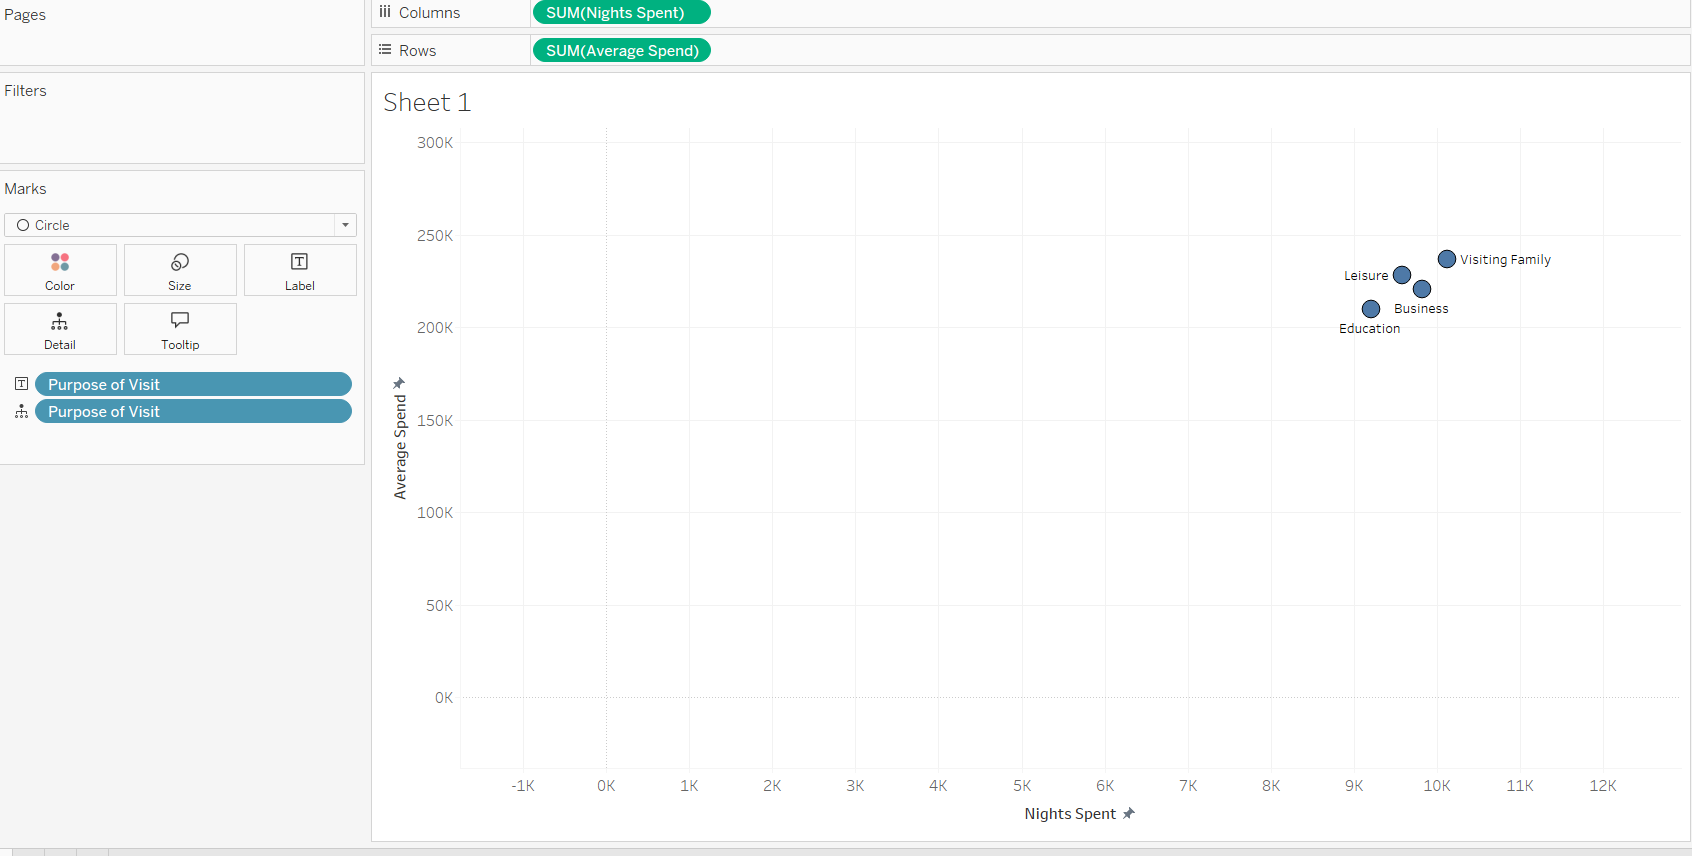 Pages
Columns
SUM(Nights Spent)
Rows
SUM(Average Spend)
Filters
Marks
Circle
Color
Size
Label
Detail
Tooltip
Purpose of Visit
Purpose of Visit
Sheet 1
300K
250K
200K
150K
100K
50K
0K
Average Spend
Visiting Family
Leisure
Business
Education
-1K 0K 1K 2K 3K 4K 5K 6K 7K 8K 9K 10K 11K 12K
Nights Spent